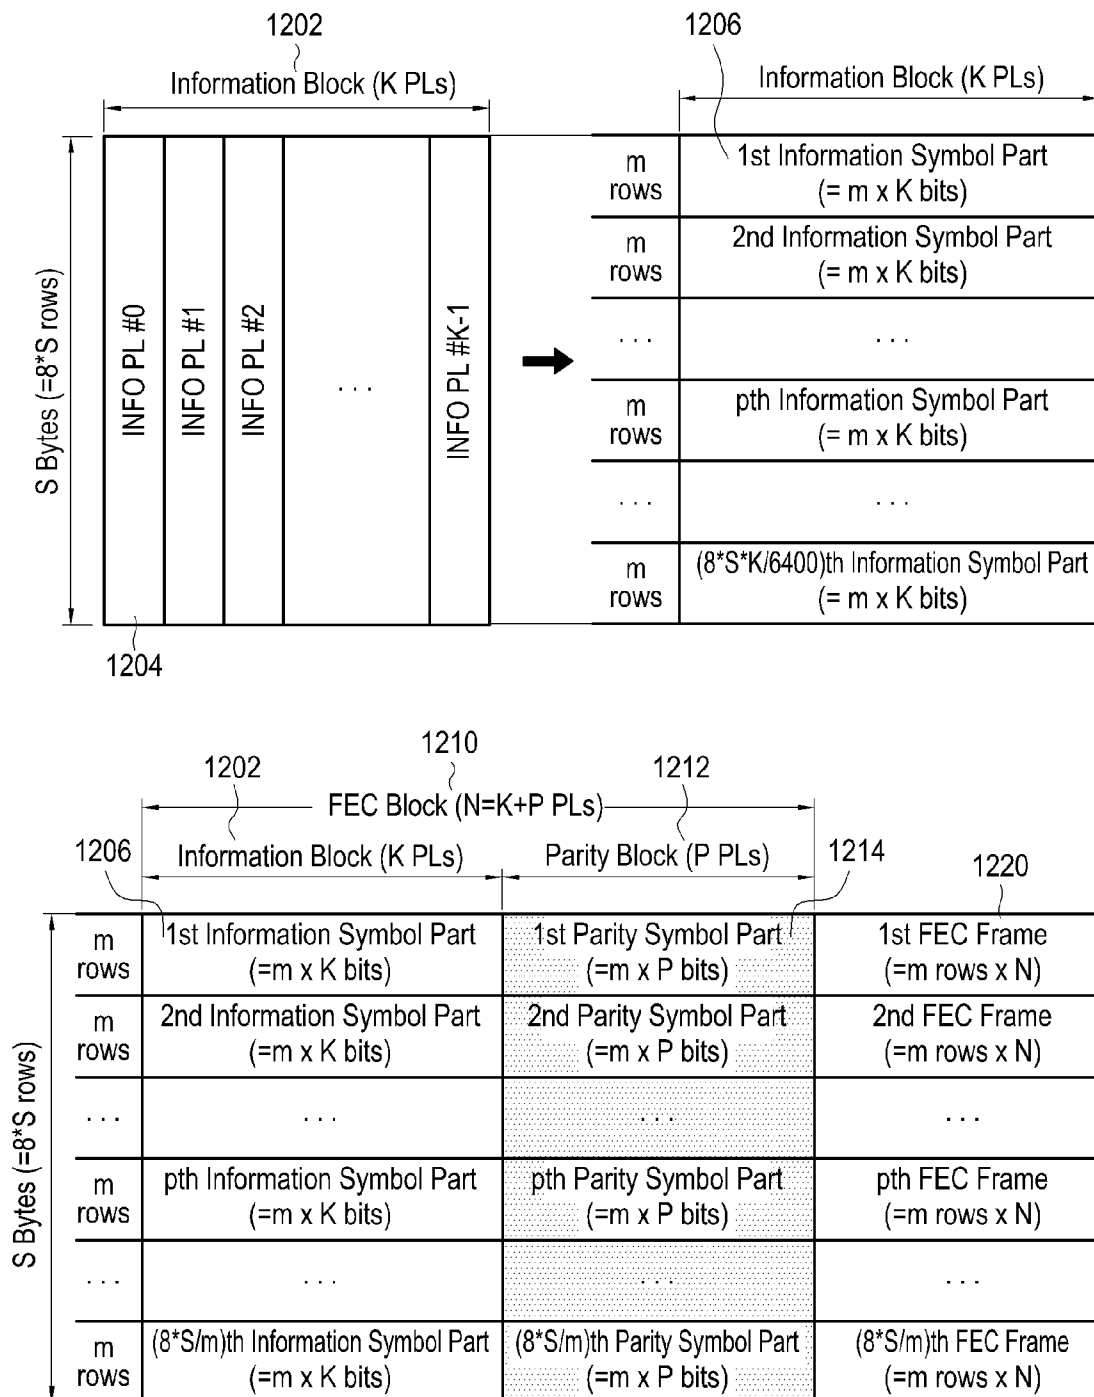 1202
1206
Information Block (K PLs)
Information Block (K PLs)
S Bytes (=8*S rows)
INFO PL #0
INFO PL #1
INFO PL #2
. . .
INFO PL #K-1
1204
m rows
1st Information Symbol Part
(= m x K bits)
m rows
2nd Information Symbol Part
(= m x K bits)
. . .
. . .
m rows
pth Information Symbol Part
(= m x K bits)
. . .
. . .
m rows
(8*S*K/6400)th Information Symbol Part
(= m x K bits)
1210
1202
1212
FEC Block (N=K+P PLs)
1206
Information Block (K PLs)
Parity Block (P PLs)
1214
1220
S Bytes (=8*S rows)
m rows
1st Information Symbol Part
(=m x K bits)
1st Parity Symbol Part
(=m x P bits)
1st FEC Frame
(=m rows x N)
m rows
2nd Information Symbol Part
(=m x K bits)
2nd Parity Symbol Part
(=m x P bits)
2nd FEC Frame
(=m rows x N)
. . .
. . .
. . .
. . .
m rows
pth Information Symbol Part
(=m x K bits)
pth Parity Symbol Part
(=m x P bits)
pth FEC Frame
(=m rows x N)
. . .
. . .
. . .
. . .
m rows
(8*S/m)th Information Symbol Part
(=m x K bits)
(8*S/m)th Parity Symbol Part
(=m x P bits)
(8*S/m)th FEC Frame
(=m rows x N)